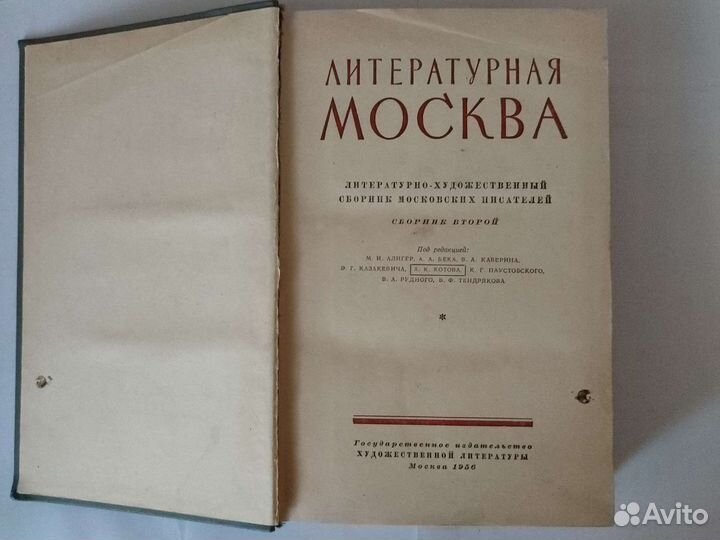 ЛИТЕРАТУРНАЯ
МОСКВА
ЛИТЕРАТУРНО-ХУДОЖЕСТВЕННЫЙ
СБОРНИК МОСКОВСКИХ ПИСАТЕЛЕЙ
СБОРНИК ВТОРОЙ
Под редакцией:
М. И. АЛИГЕР, А. А. БЕКА, В. А. КАВЕРИНА,
Э. Г. КАЗАКЕВИЧА, А. К. КОТОВА, К. Г. ПАУСТОВСКОГО,
В. А. РУДНОГО, В. Ф. ТЕНДРЯКОВА
*
Государственное издательство
ХУДОЖЕСТВЕННОЙ ЛИТЕРАТУРЫ
Москва 1956
Avito